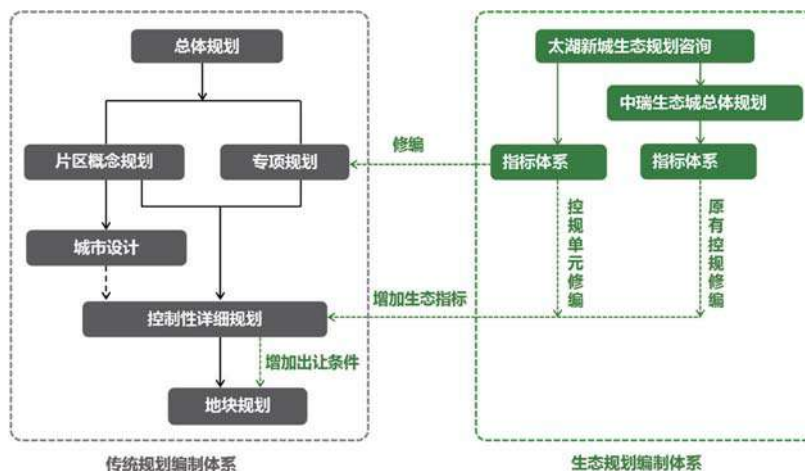 总体规划
片区概念规划
专项规划
城市设计
控制性详细规划
增加出让条件
地块规划
传统规划编制体系
修编
增加生态指标
太湖新城生态规划咨询
中瑞生态城总体规划
指标体系
指标体系
控规单元修编
原有控规修编
生态规划编制体系